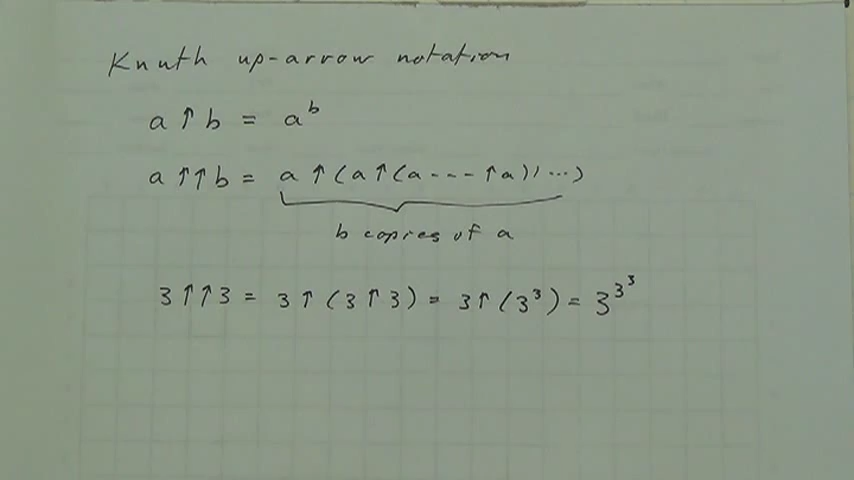 Knuth up-arrow notation
a ↑ b = a^b
a ↑↑ b = a ↑ (a ↑ (a --- ↑ a)) ...)
b copies of a
3 ↑↑ 3 = 3 ↑ (3 ↑ 3) = 3 ↑ (3^3) = 3^3^3